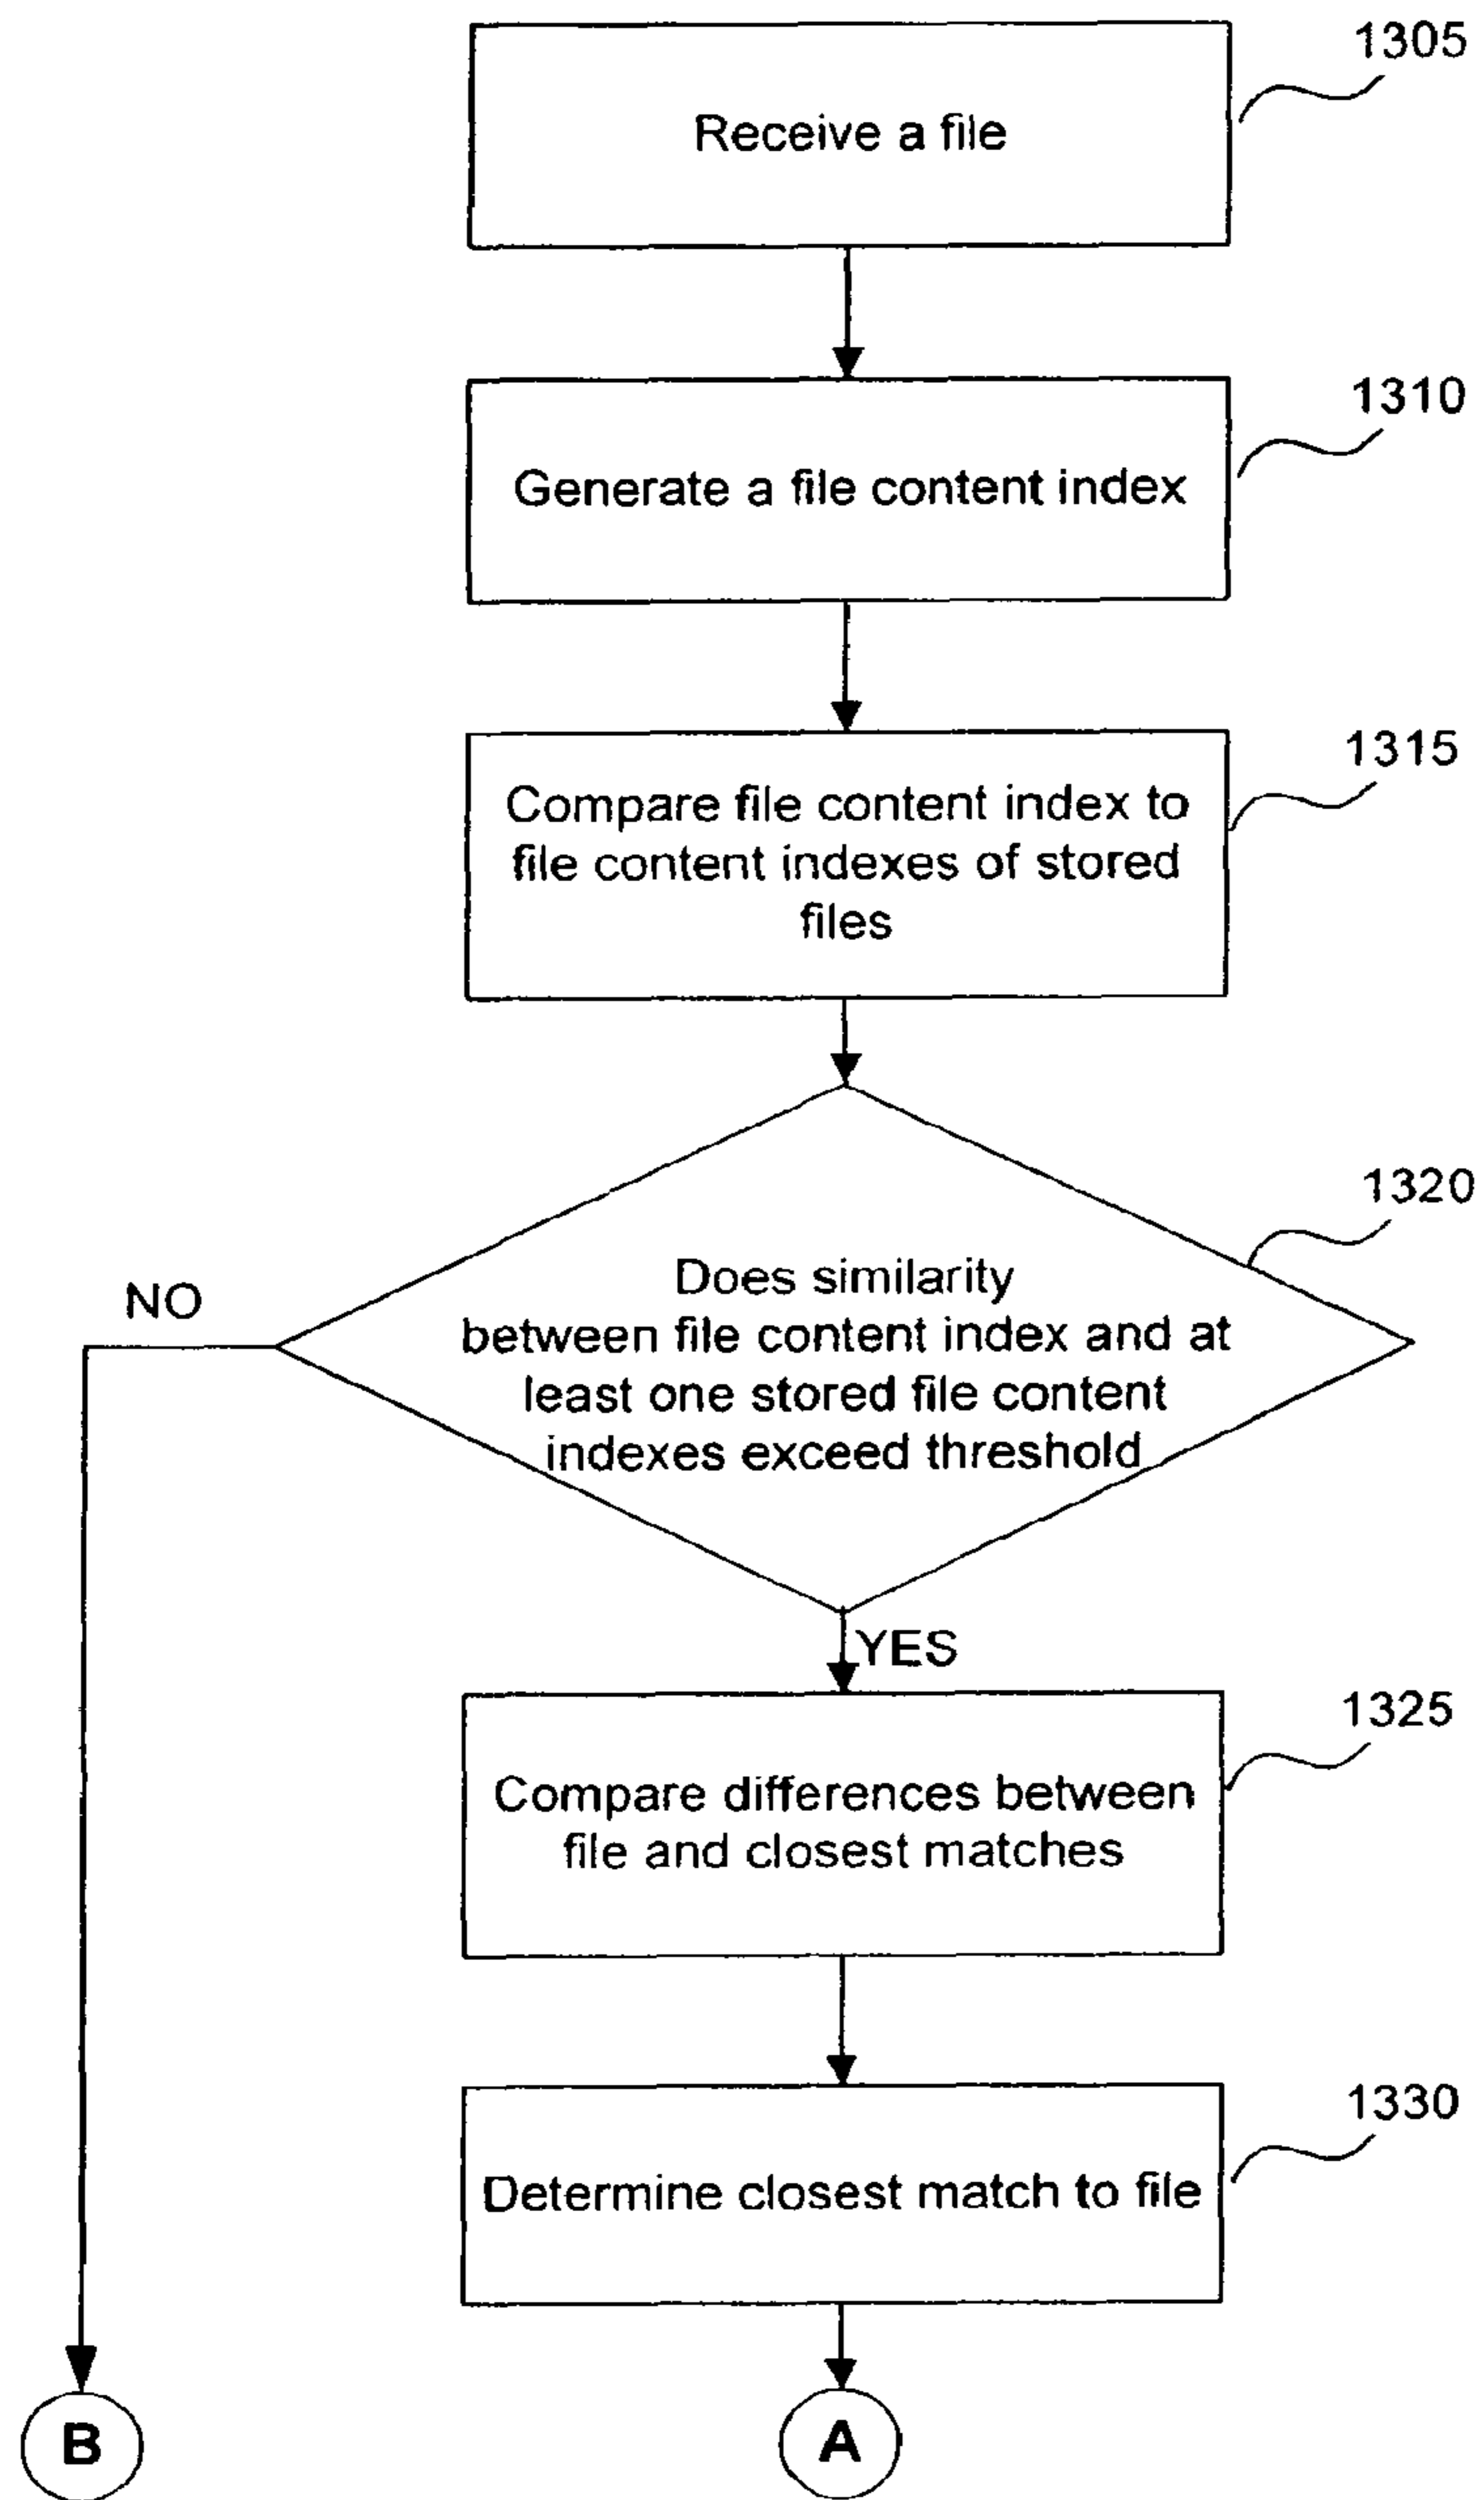 1305
Receive a file
1310
Generate a file content index
1315
Compare file content index to
file content indexes of stored
files
1320
Does similarity
between file content index and at
least one stored file content
indexes exceed threshold
NO
YES
1325
Compare differences between
file and closest matches
1330
Determine closest match to file
B
A